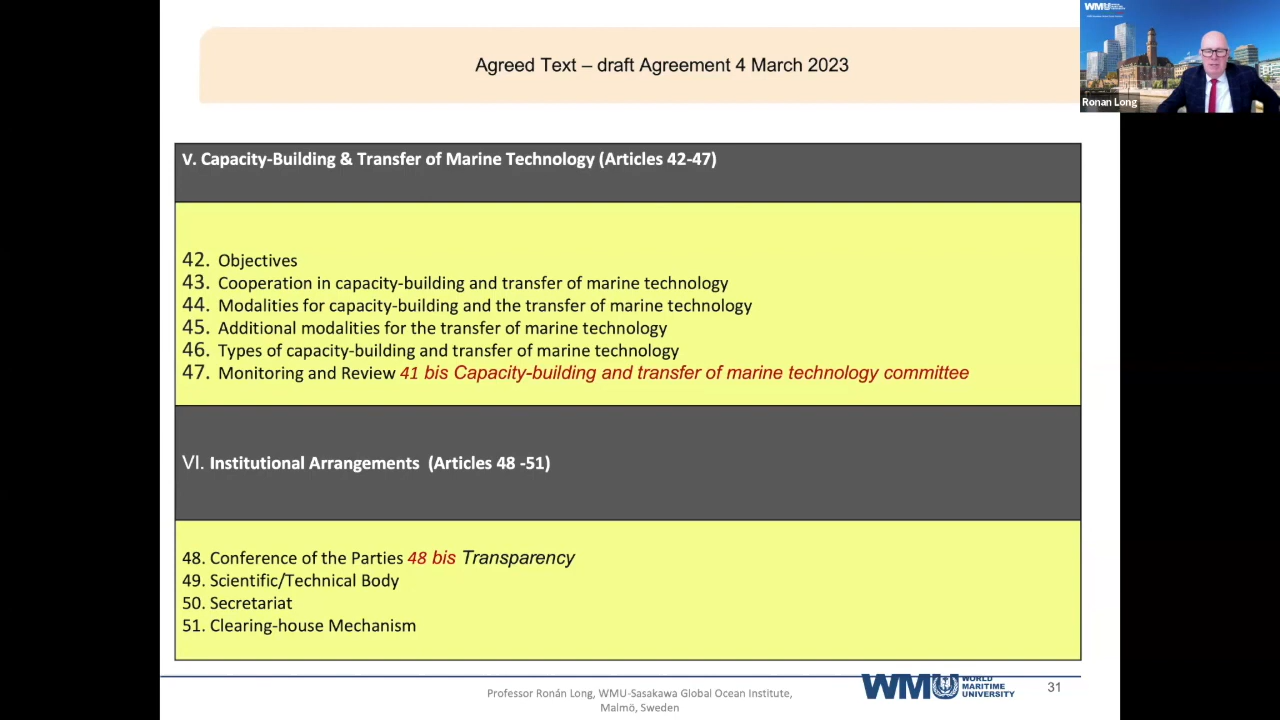 Agreed Text – draft Agreement 4 March 2023
WMU WORLD MARITIME UNIVERSITY
Ronan Long
V. Capacity-Building & Transfer of Marine Technology (Articles 42-47)
42. Objectives
43. Cooperation in capacity-building and transfer of marine technology
44. Modalities for capacity-building and the transfer of marine technology
45. Additional modalities for the transfer of marine technology
46. Types of capacity-building and transfer of marine technology
47. Monitoring and Review 41 bis Capacity-building and transfer of marine technology committee
VI. Institutional Arrangements (Articles 48 -51)
48. Conference of the Parties 48 bis Transparency
49. Scientific/Technical Body
50. Secretariat
51. Clearing-house Mechanism
Professor Ronán Long, WMU-Sasakawa Global Ocean Institute,
Malmö, Sweden
WMU WORLD
MARITIME
UNIVERSITY
31